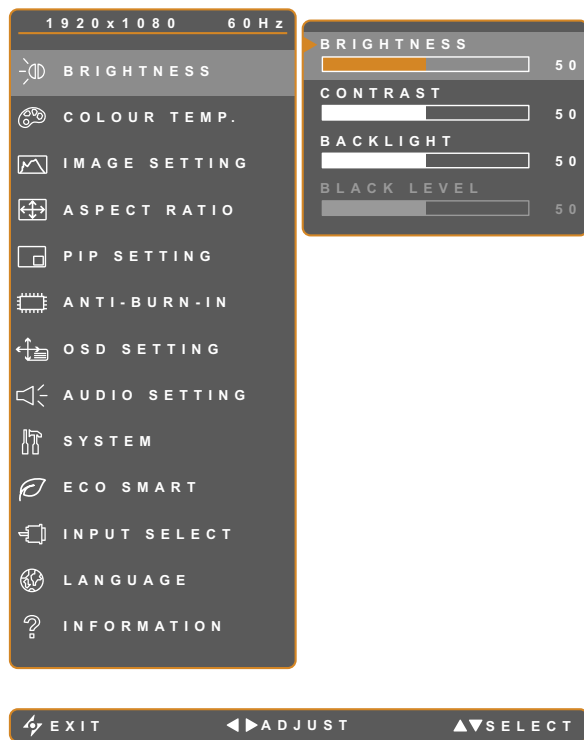 1920x1080 60Hz
BRIGHTNESS
COLOUR TEMP.
IMAGE SETTING
ASPECT RATIO
PIP SETTING
ANTI-BURN-IN
OSD SETTING
AUDIO SETTING
SYSTEM
ECO SMART
INPUT SELECT
LANGUAGE
INFORMATION
BRIGHTNESS
50
CONTRAST
50
BACKLIGHT
50
BLACK LEVEL
50
EXIT ADJUST SELECT